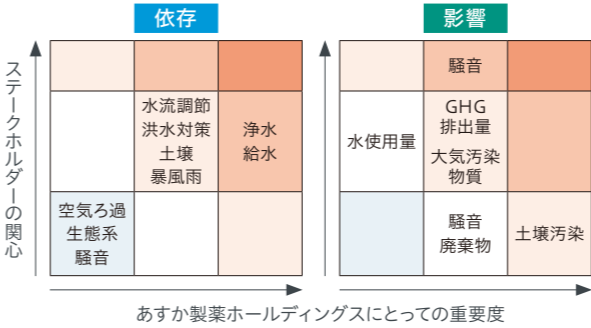 依存
影響
ステークホルダーの関心
水流調節
洪水対策
土壌
暴風雨
浄水
給水
空気ろ過
生態系
騒音
騒音
水使用量
GHG
排出量
大気汚染
物質
騒音
廃棄物
土壌汚染
あすか製薬ホールディングスにとっての重要度